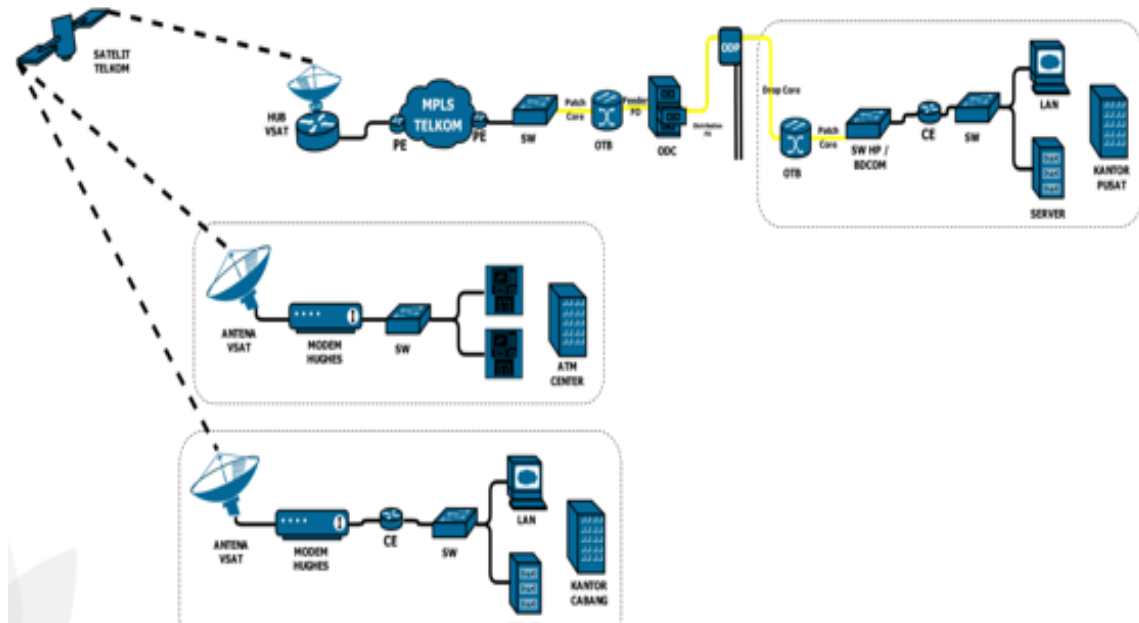 SATELIT
TELKOM
HUB
VSAT
PE
MPLS
TELKOM
PE
SW
Patch
Core
OTB
Feeder
FO
ODC
Distribution
FO
ODP
Drop Core
OTB
Patch
Core
SW HP /
BDCOM
CE
SW
LAN
SERVER
KANTOR
PUSAT
ANTENA
VSAT
MODEM
HUGHES
SW
ATM
CENTER
ANTENA
VSAT
MODEM
HUGHES
CE
SW
LAN
KANTOR
CABANG